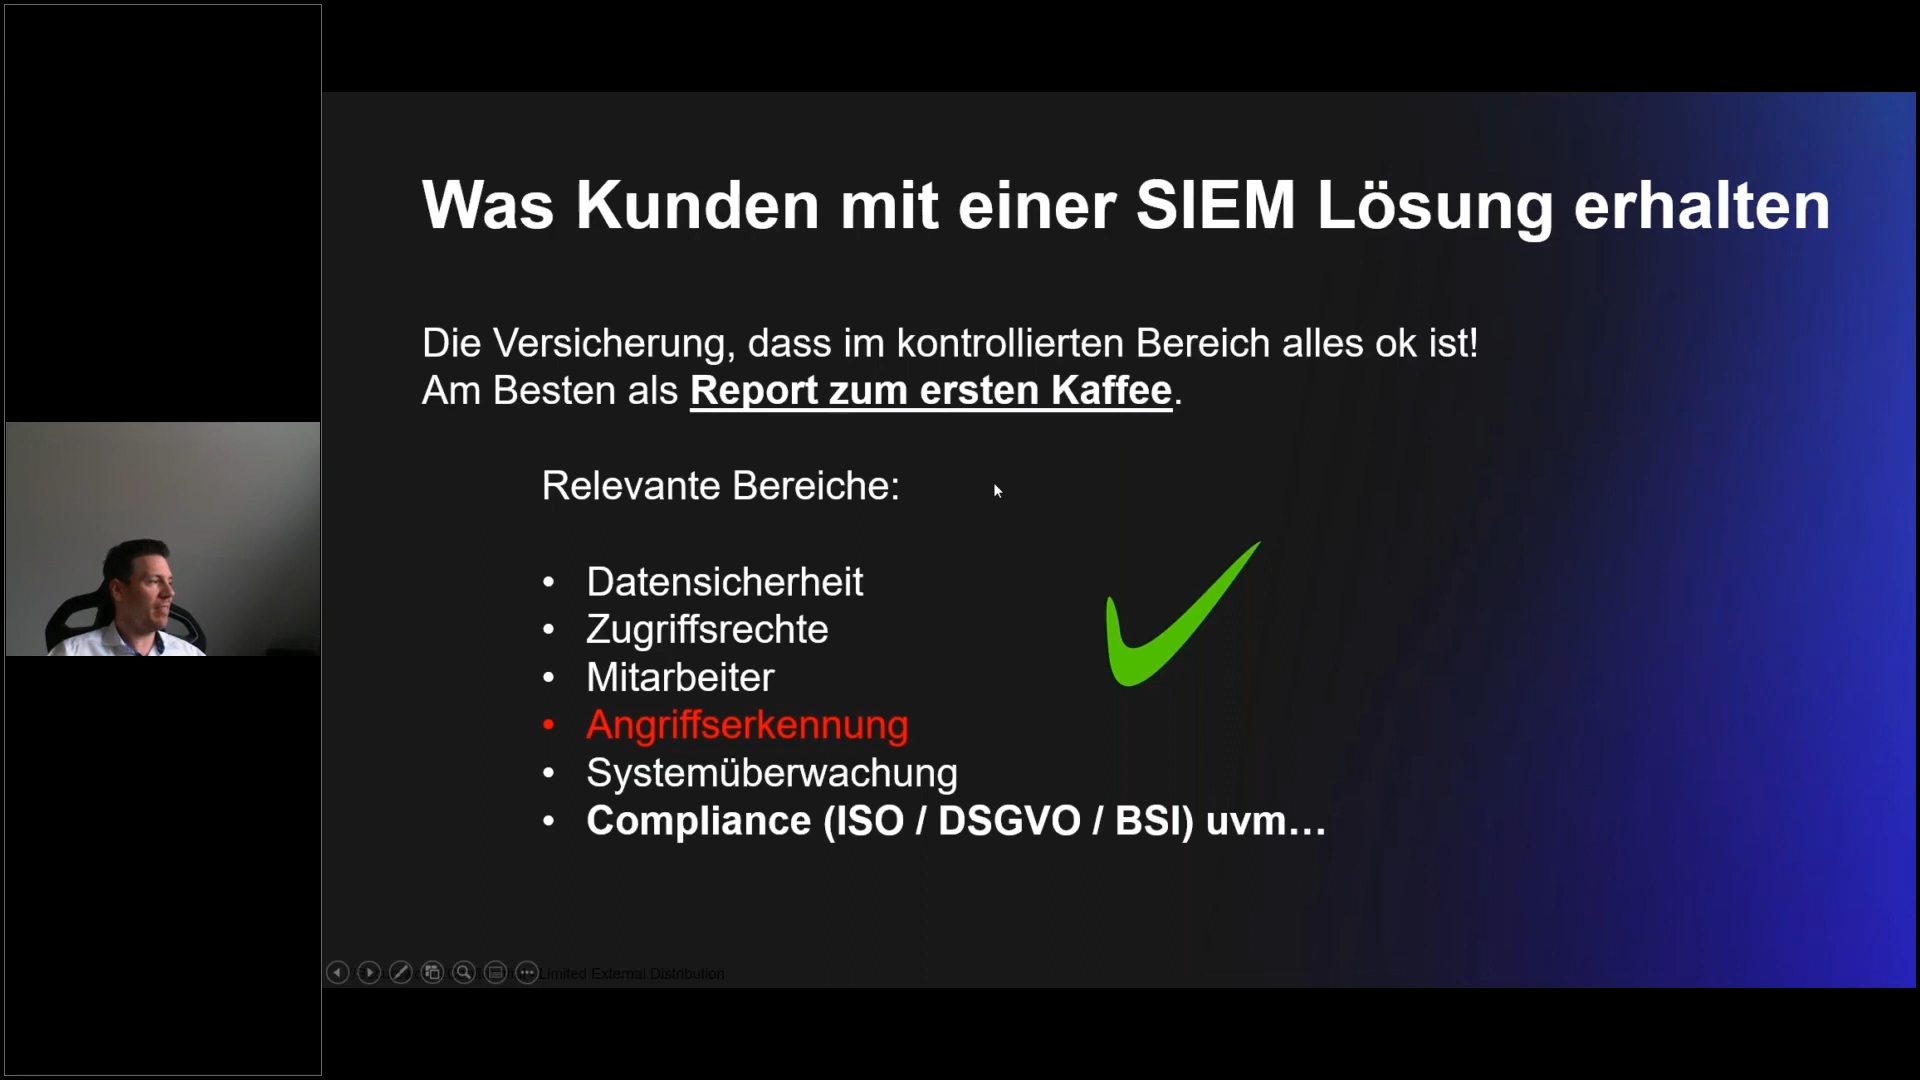 Was Kunden mit einer SIEM Lösung erhalten
Die Versicherung, dass im kontrollierten Bereich alles ok ist!
Am Besten als Report zum ersten Kaffee.
Relevante Bereiche:
• Datensicherheit
• Zugriffsrechte
• Mitarbeiter
• Angriffserkennung
• Systemüberwachung
• Compliance (ISO / DSGVO / BSI) uvm…
Limited External Distribution